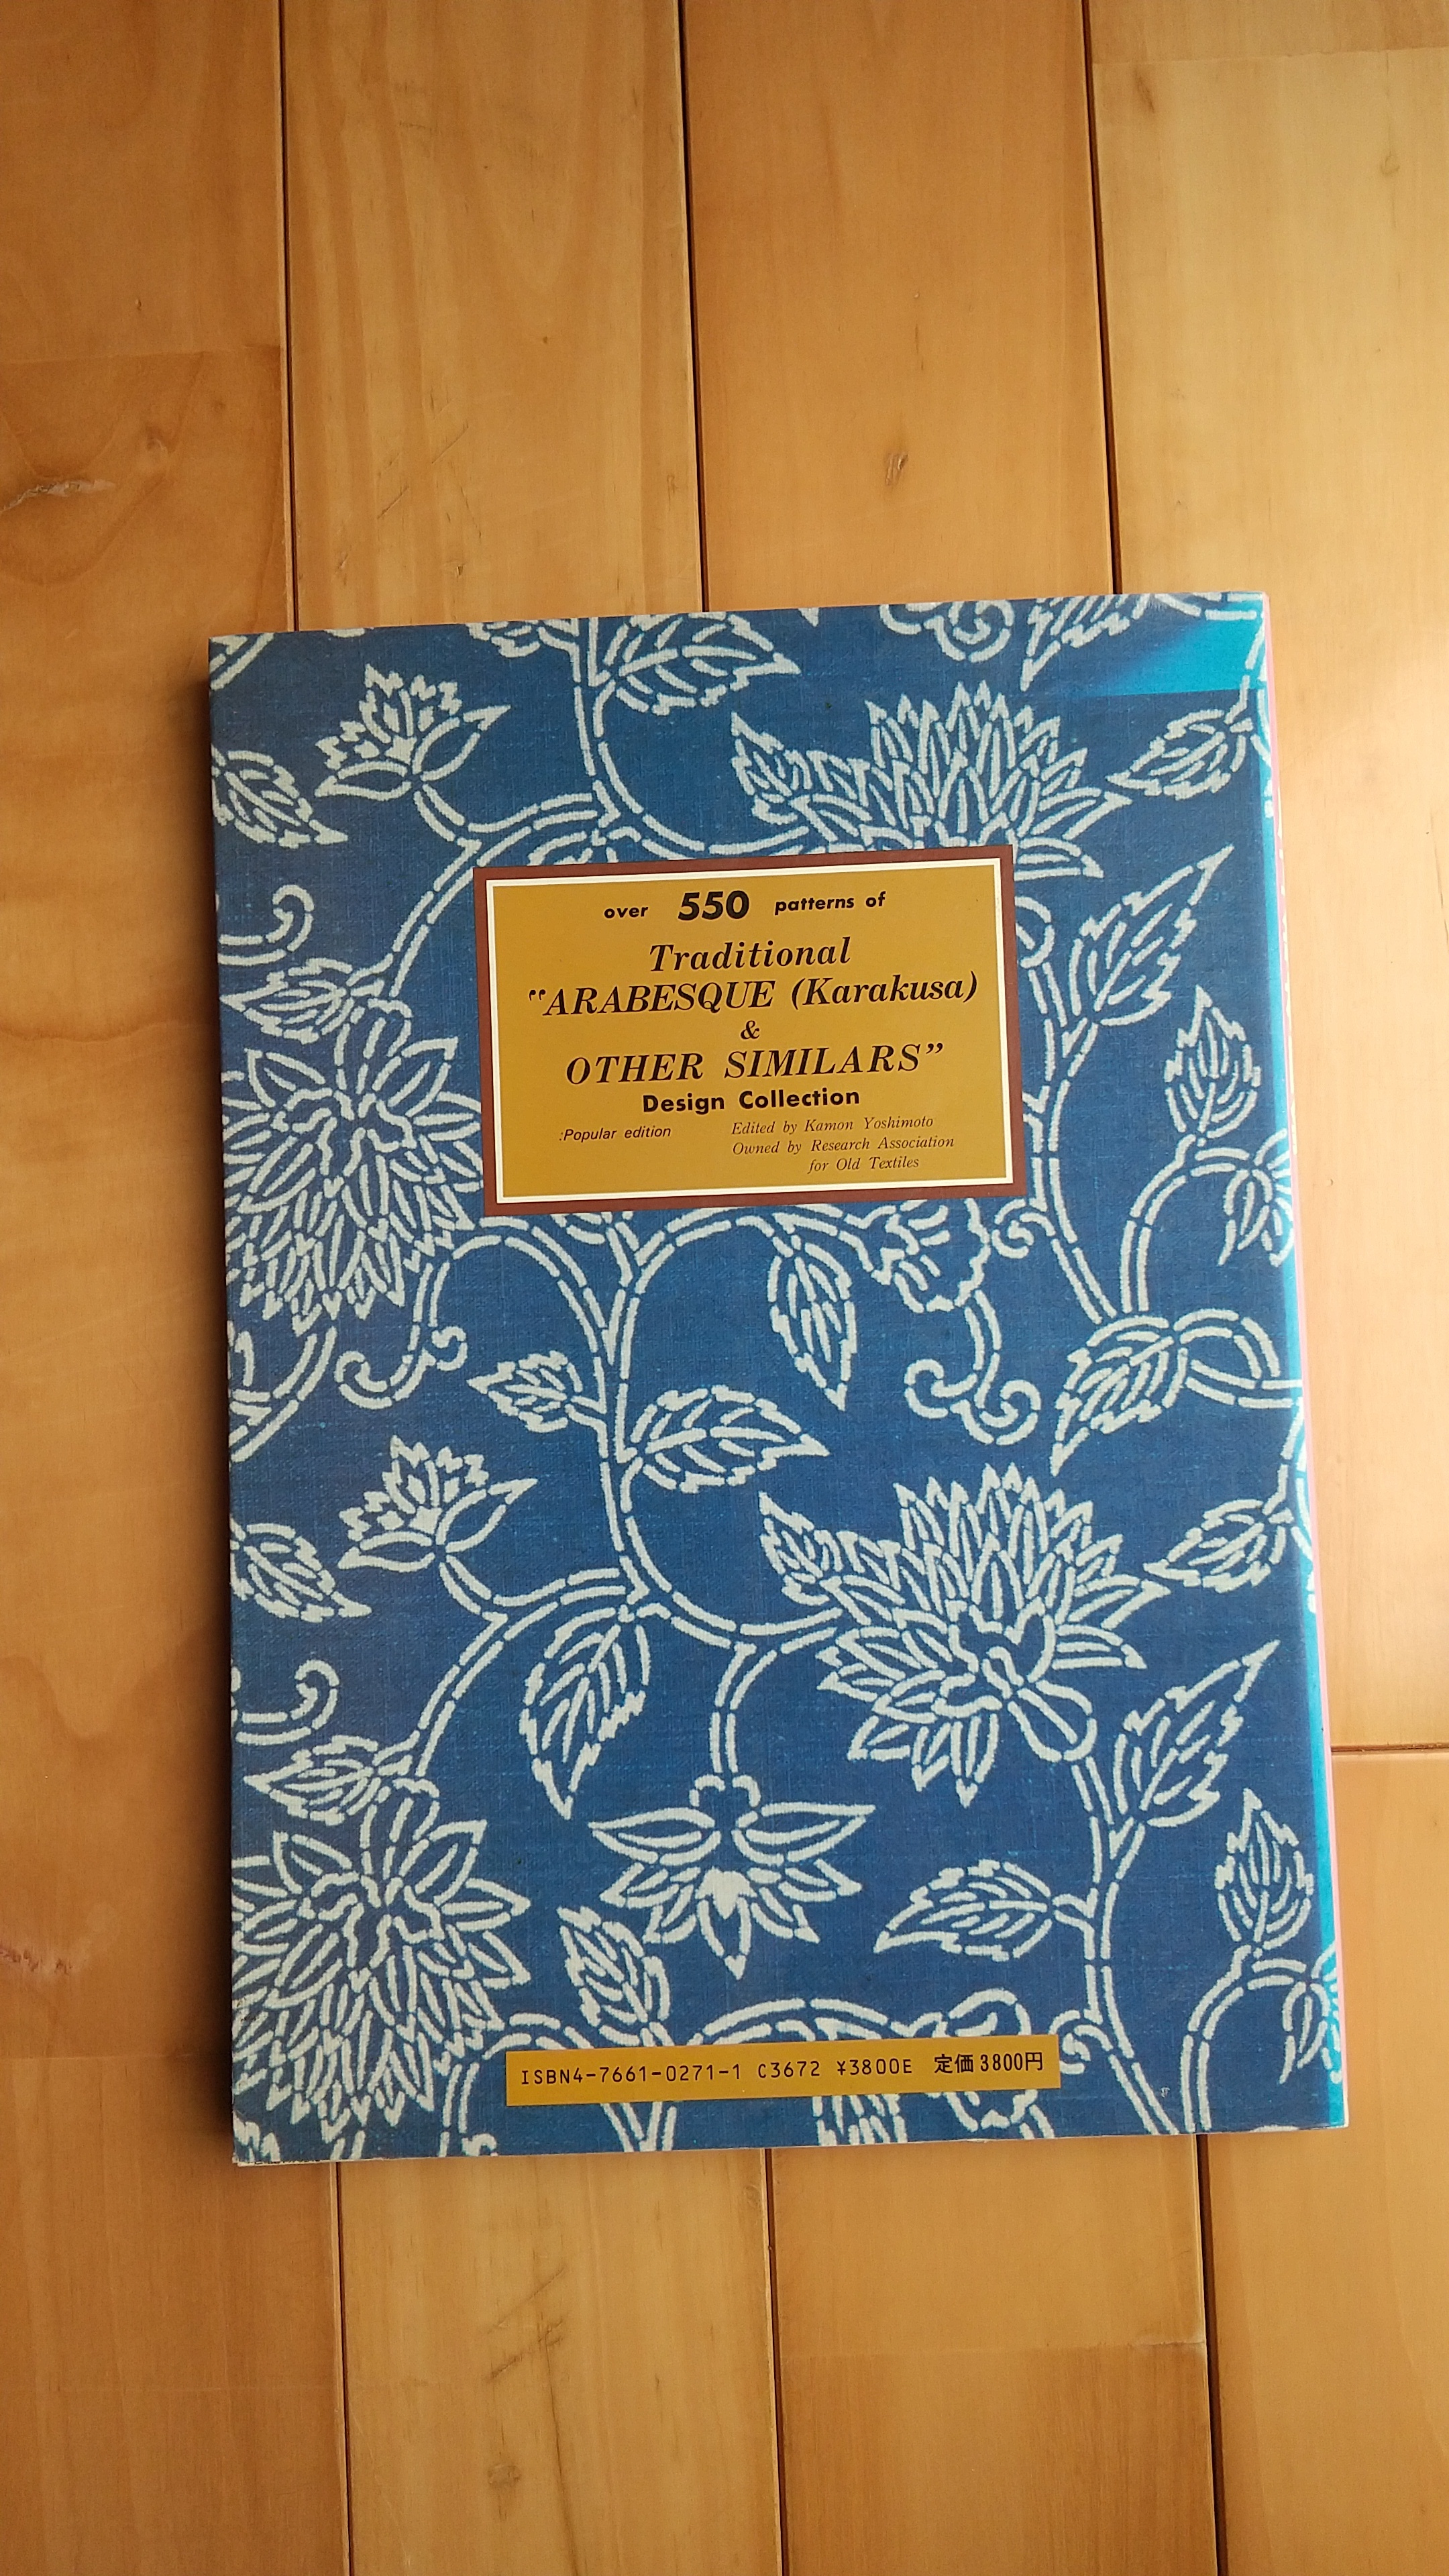 over 550 patterns of
Traditional
“ARABESQUE (Karakusa)
&
OTHER SIMILARS”
Design Collection
:Popular edition
Edited by Kamon Yoshimoto
Owned by Research Association
for Old Textiles
ISBN4-7661-0271-1 C3672 ¥3800E 定価3800円